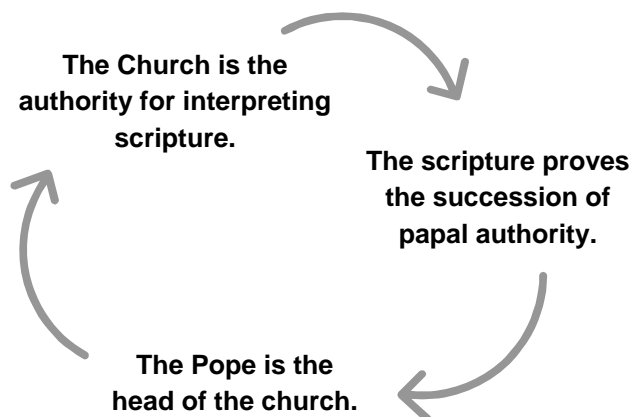 The Church is the
authority for interpreting
scripture.
The scripture proves
the succession of
papal authority.
The Pope is the
head of the church.